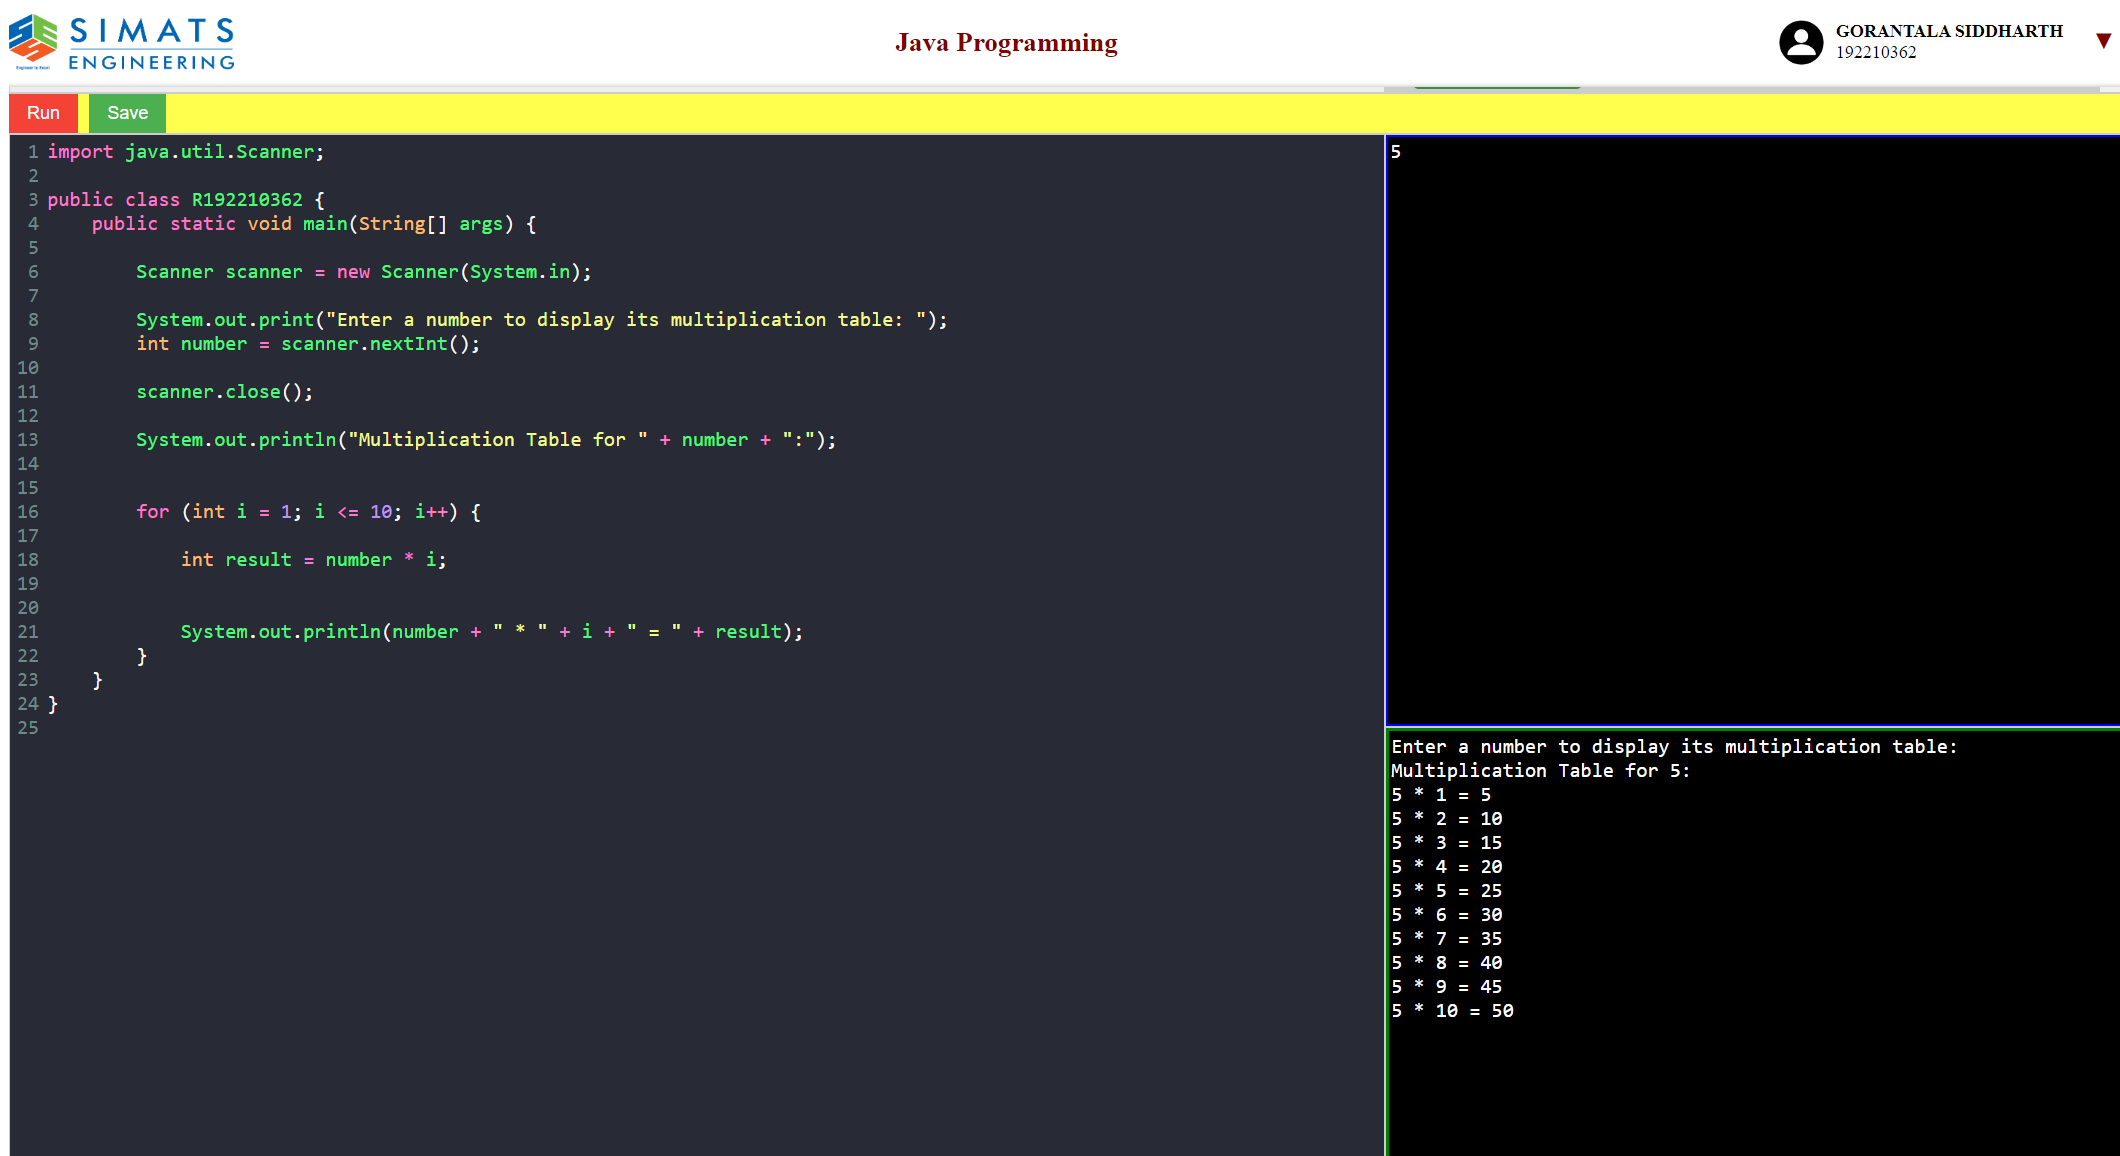 SIMATS
ENGINEERING
Engineer to Excel
Java Programming
GORANTALA SIDDHARTH
192210362
▼
Run
Save
1 import java.util.Scanner;
2
3 public class R192210362 {
4     public static void main(String[] args) {
5
6         Scanner scanner = new Scanner(System.in);
7
8         System.out.print("Enter a number to display its multiplication table: ");
9         int number = scanner.nextInt();
10
11         scanner.close();
12
13         System.out.println("Multiplication Table for " + number + ":");
14
15
16         for (int i = 1; i <= 10; i++) {
17
18             int result = number * i;
19
20
21             System.out.println(number + " * " + i + " = " + result);
22         }
23     }
24 }
25
5
Enter a number to display its multiplication table:
Multiplication Table for 5:
5 * 1 = 5
5 * 2 = 10
5 * 3 = 15
5 * 4 = 20
5 * 5 = 25
5 * 6 = 30
5 * 7 = 35
5 * 8 = 40
5 * 9 = 45
5 * 10 = 50